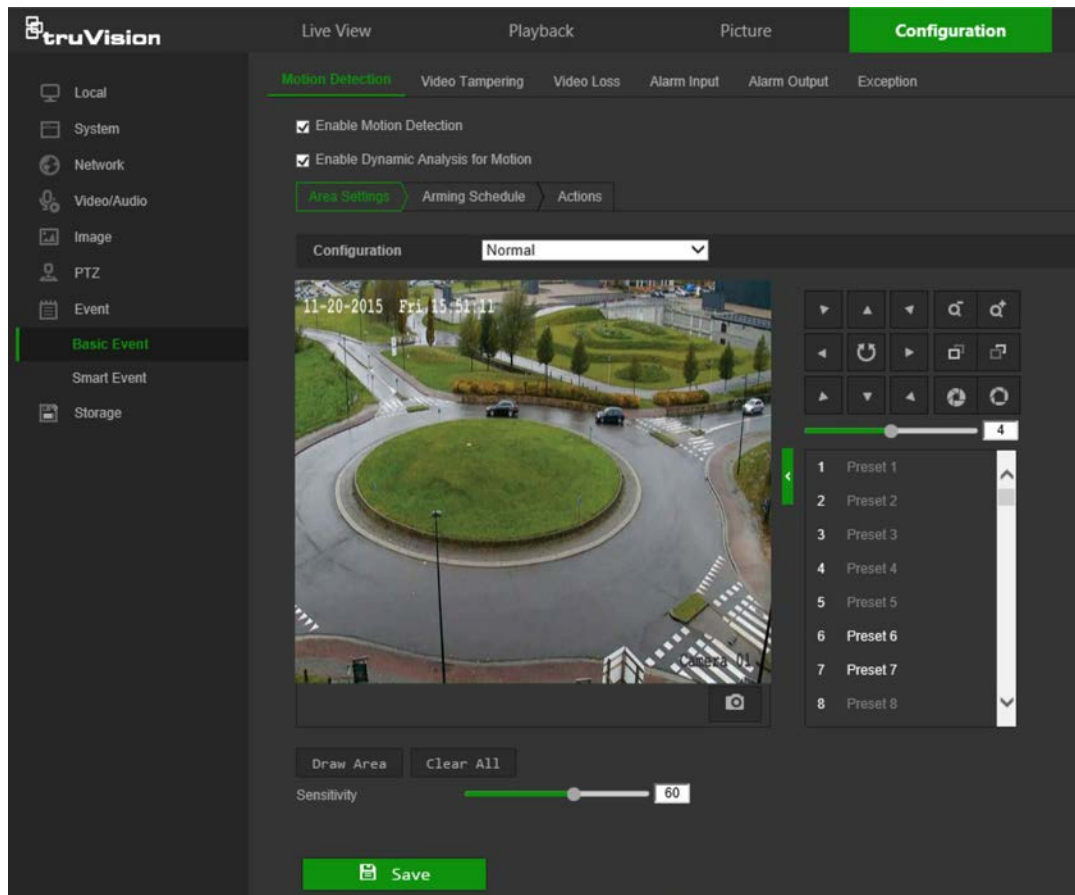 truVision
Live View Playback Picture Configuration
Local
System
Network
Video/Audio
Image
PTZ
Event
Basic Event
Smart Event
Storage
Motion Detection Video Tampering Video Loss Alarm Input Alarm Output Exception
Enable Motion Detection
Enable Dynamic Analysis for Motion
Area Settings Arming Schedule Actions
Configuration Normal
11-20-2015 Fri 15:51:11
Camera 01
4
1 Preset 1
2 Preset 2
3 Preset 3
4 Preset 4
5 Preset 5
6 Preset 6
7 Preset 7
8 Preset 8
Draw Area Clear All
Sensitivity 60
Save